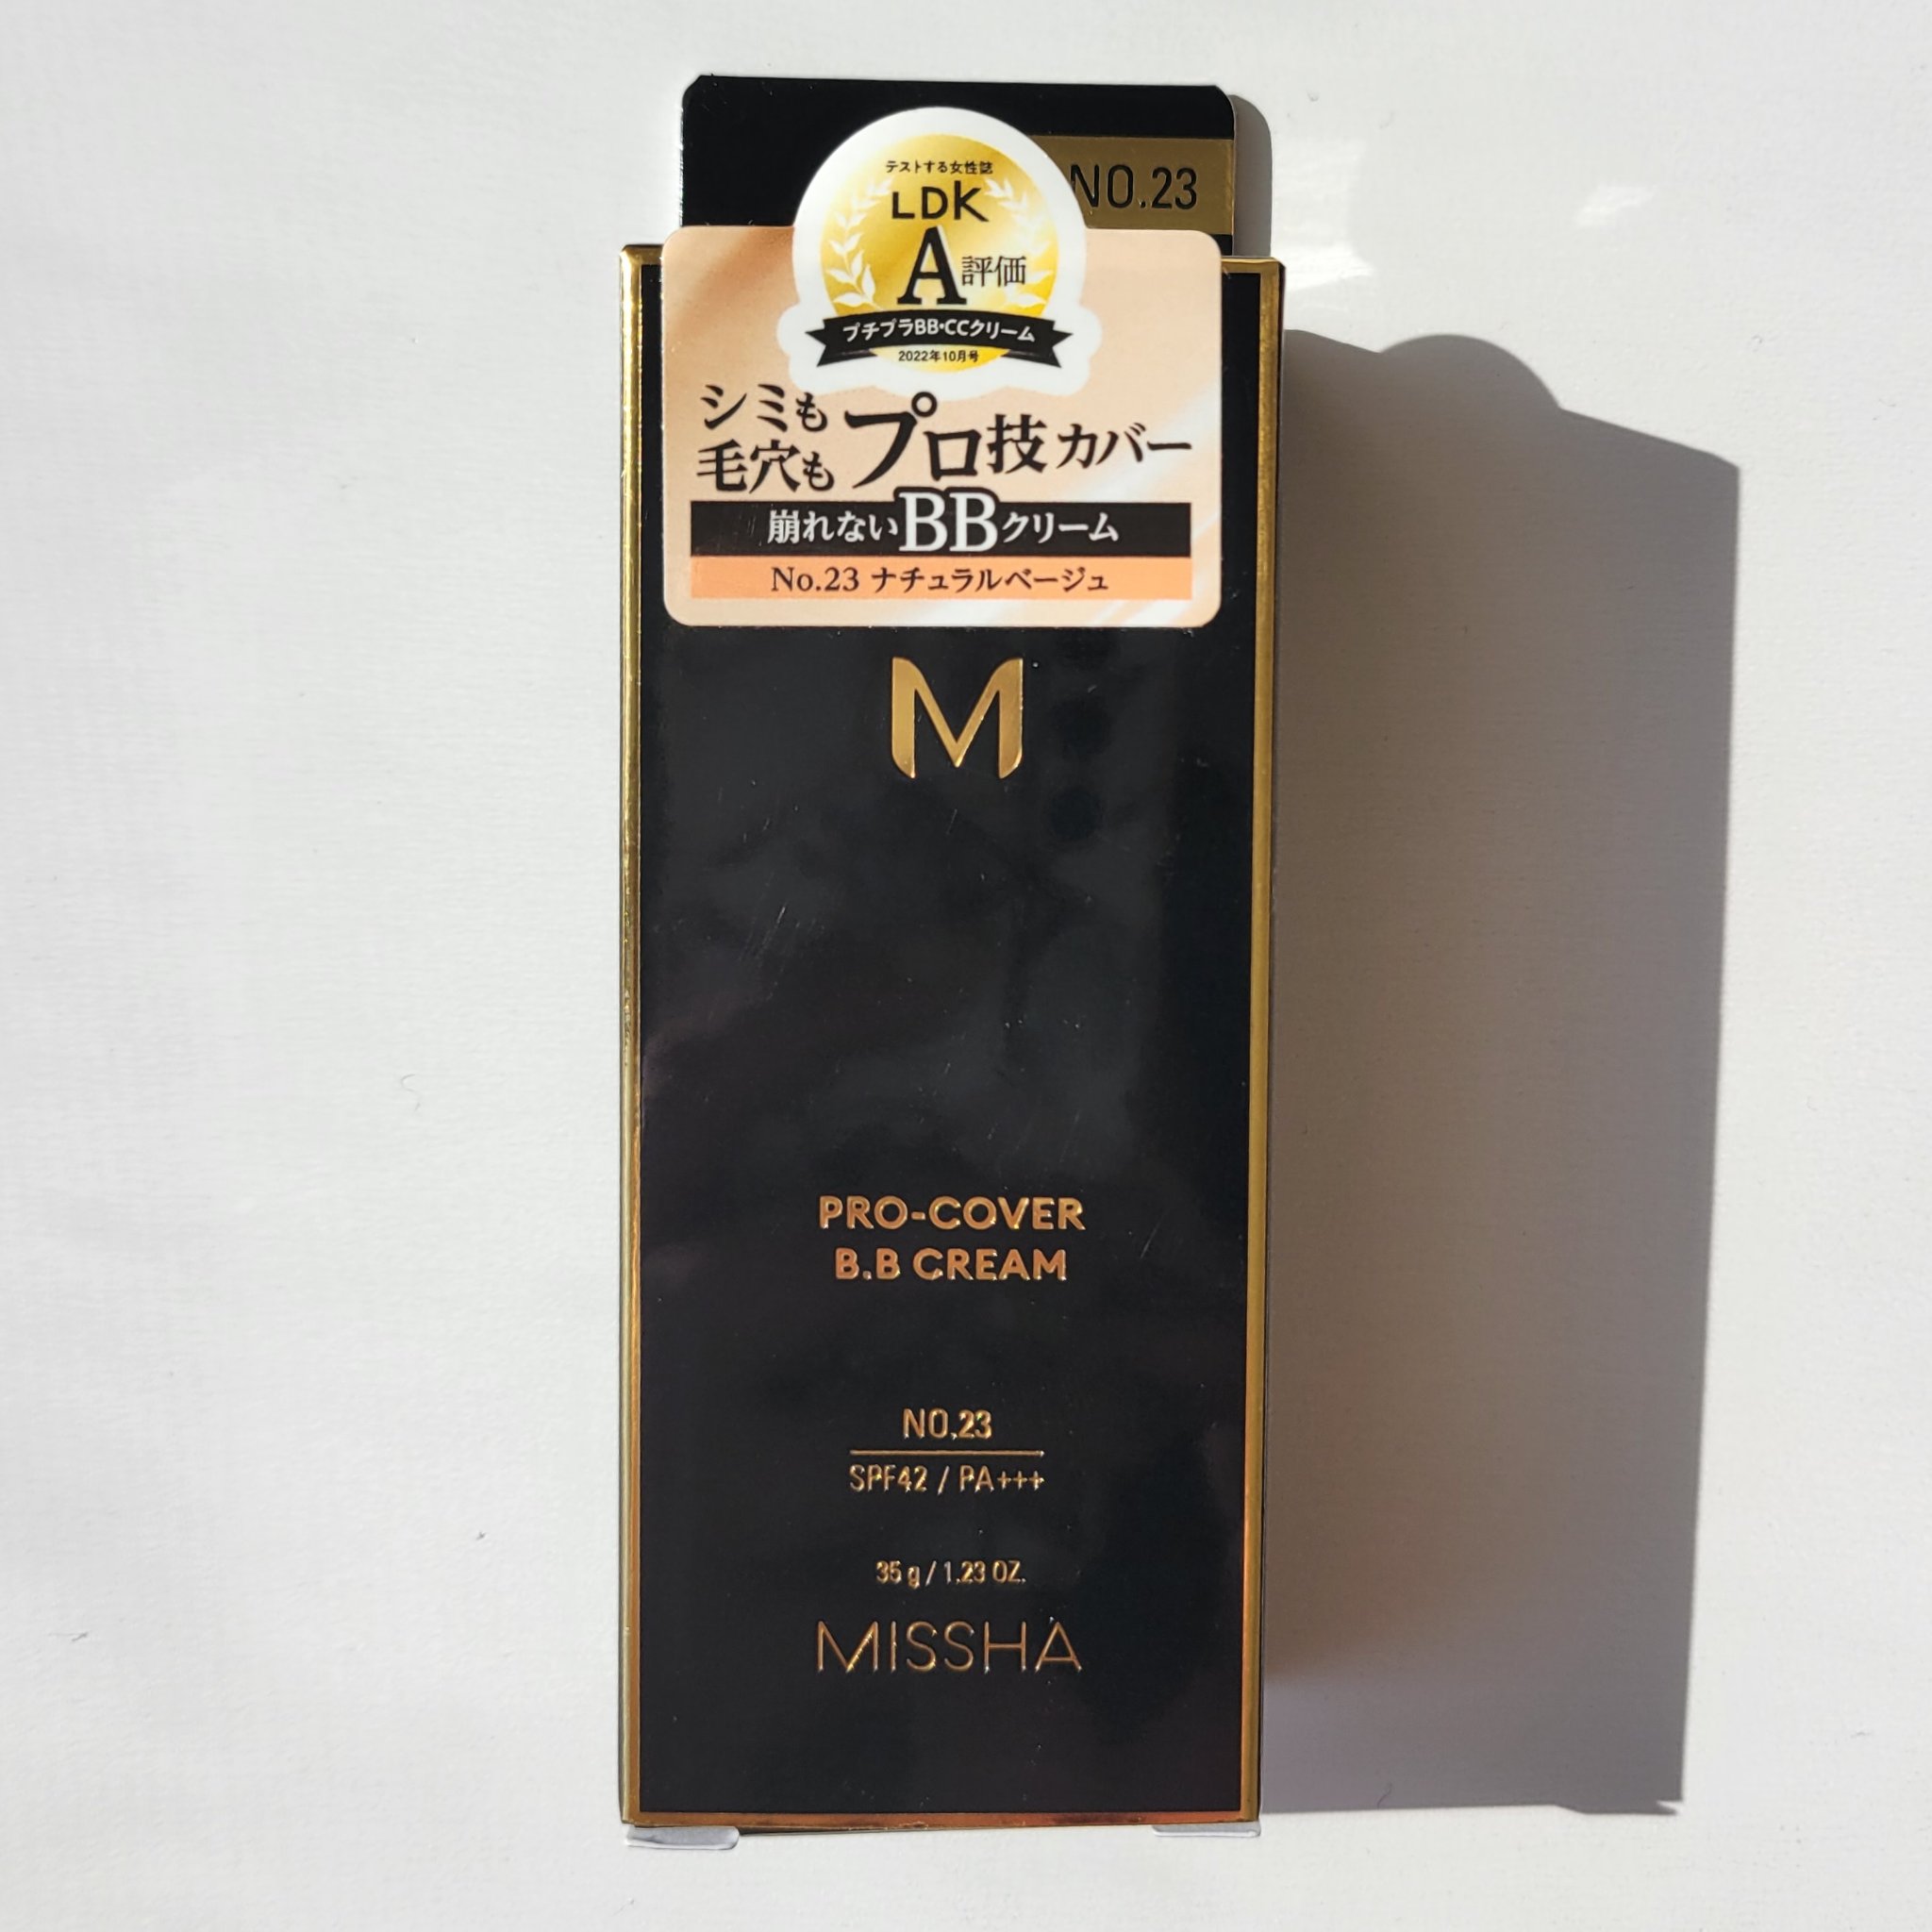 NO.23
テストする女性誌
LDK
A評価
プチプラBB・CCクリーム
2022年10月号
シミも
毛穴も
プロ技カバー
崩れないBBクリーム
No.23 ナチュラルベージュ
M
PRO-COVER
B.B CREAM
NO.23
SPF42 / PA+++
35 g / 1.23 OZ.
MISSHA